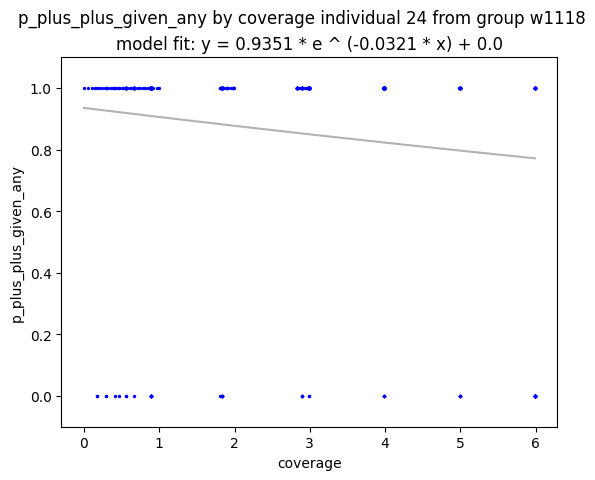 p_plus_plus_given_any by coverage individual 24 from group w1118
model fit: y = 0.9351 * e ^ (-0.0321 * x) + 0.0
1.0
0.8
0.6
0.4
0.2
0.0
p_plus_plus_given_any
0 1 2 3 4 5 6
coverage